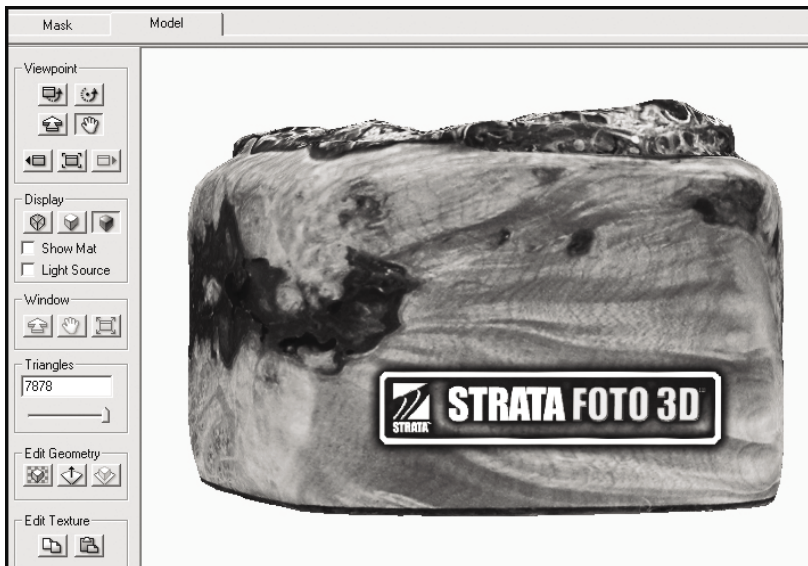 Mask
Model
Viewpoint
Display
Show Mat
Light Source
Window
Triangles
7878
Edit Geometry
Edit Texture
STRATA FOTO 3D
STRATA